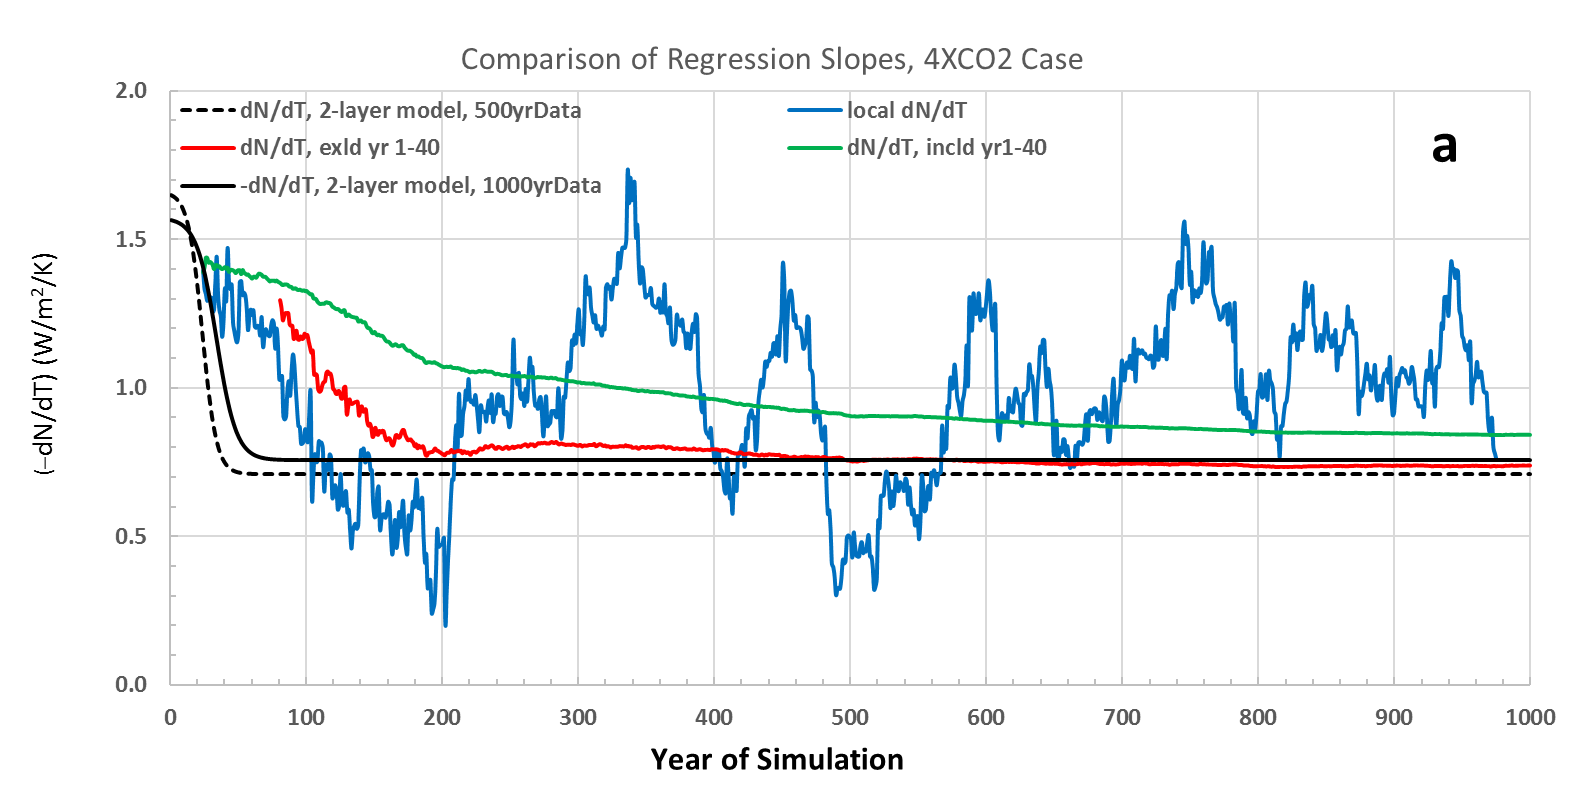 Comparison of Regression Slopes, 4XCO2 Case
2.0
dN/dT, 2-layer model, 500yrData
local dN/dT
dN/dT, exld yr 1-40
dN/dT, incld yr1-40
-dN/dT, 2-layer model, 1000yrData
a
1.5
1.0
0.5
0.0
(−dN/dT) (W/m²/K)
0 100 200 300 400 500 600 700 800 900 1000
Year of Simulation